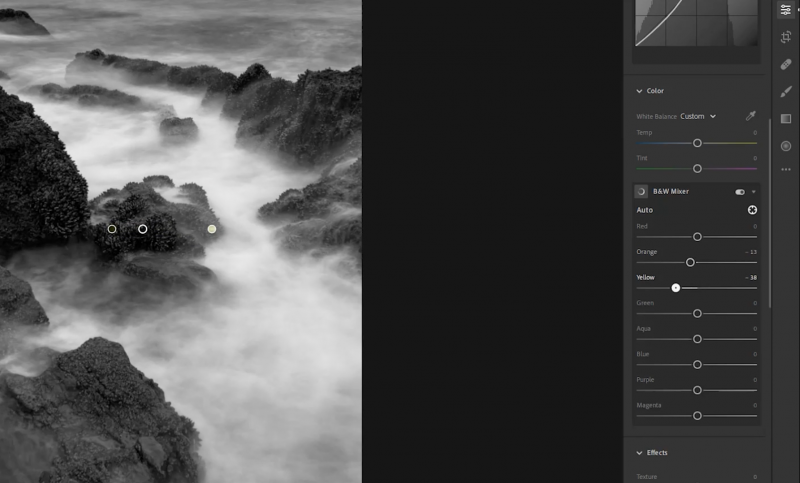 Color
White Balance Custom
Temp 0
Tint 0
B&W Mixer
Auto
Red 0
Orange - 13
Yellow - 38
Green 0
Aqua 0
Blue 0
Purple 0
Magenta 0
Effects
Texture 0